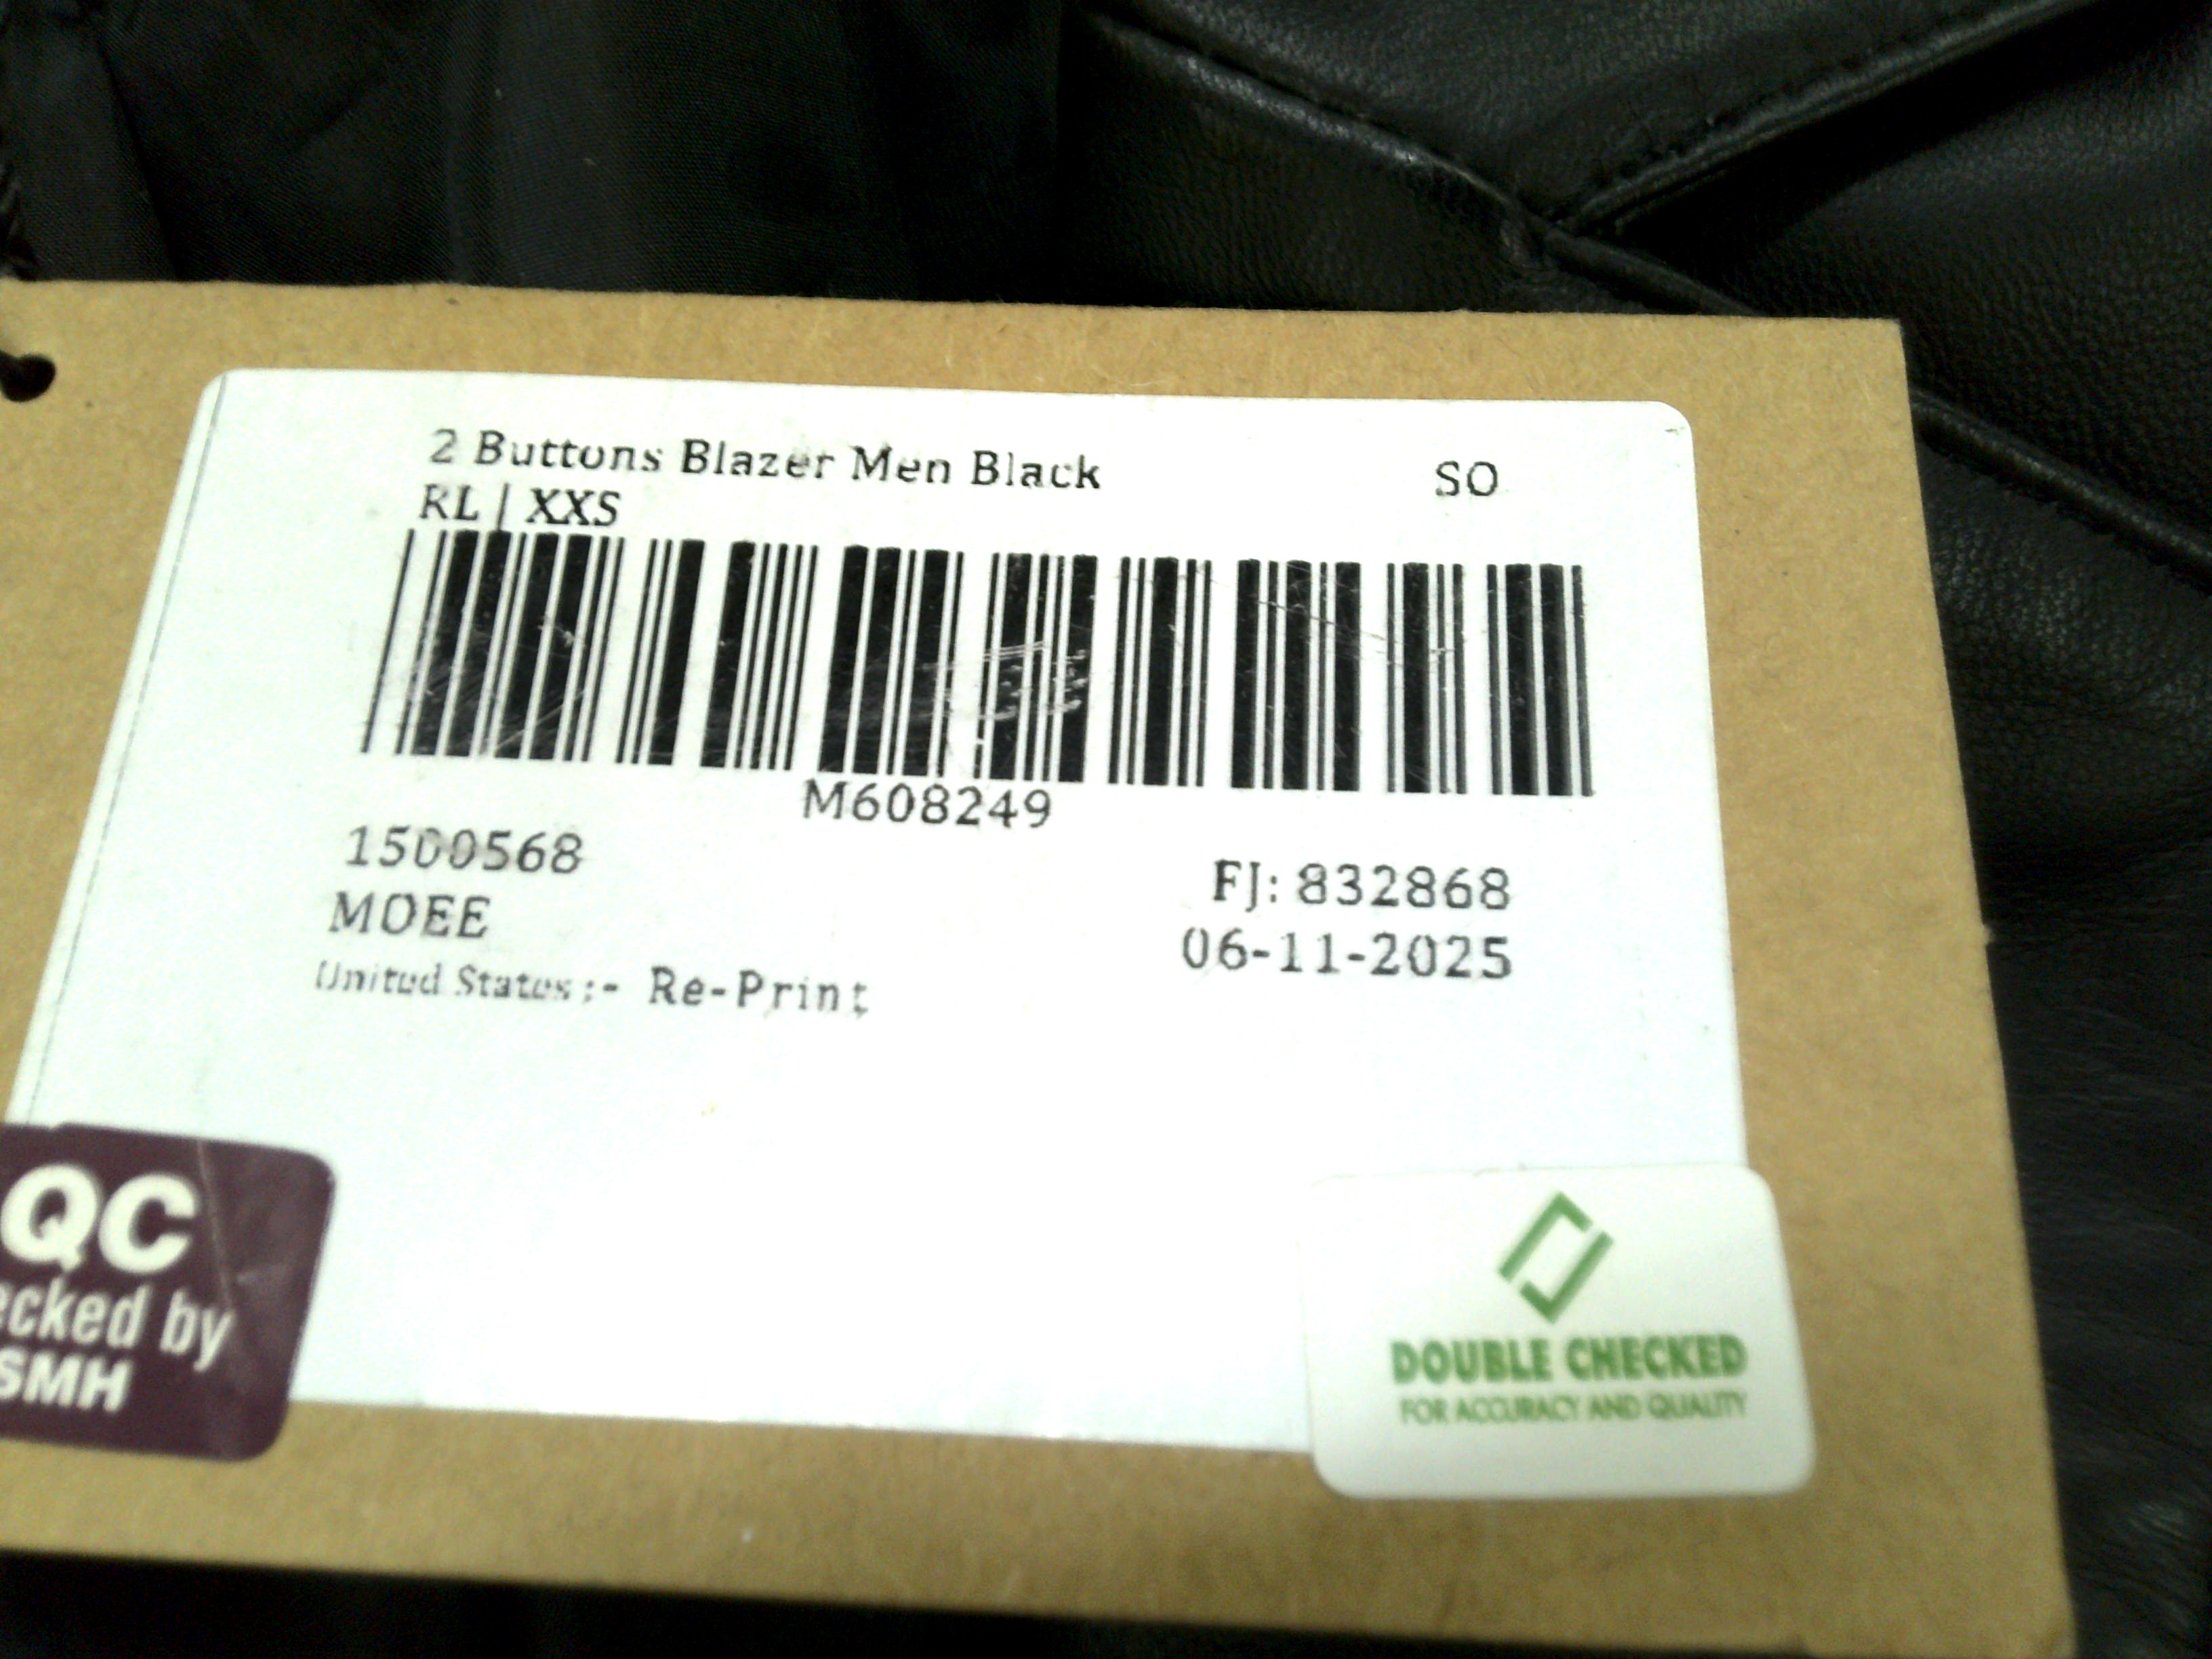 2 Buttons Blazer Men Black
SO
RL | XXS
M608249
1500568
FJ: 832868
MOEE
06-11-2025
United States :- Re-Print
QC
ecked by
SMH
DOUBLE CHECKED
FOR ACCURACY AND QUALITY